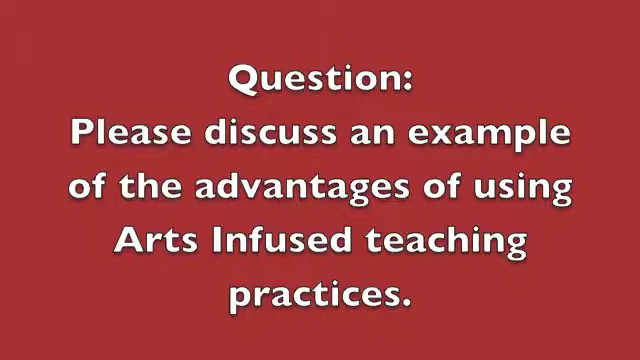 Question:
Please discuss an example
of the advantages of using
Arts Infused teaching
practices.